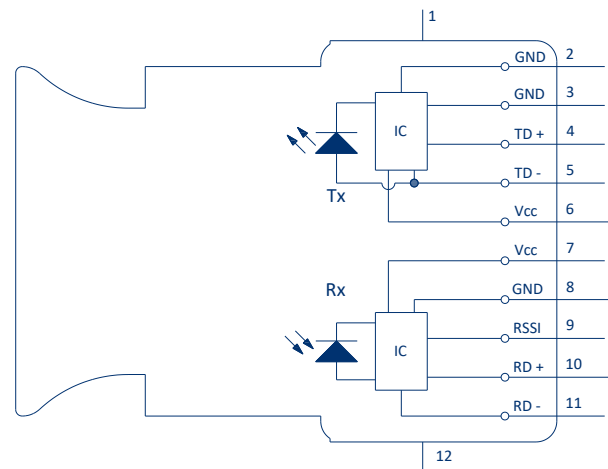 1
GND 2
GND 3
IC
TD + 4
TD - 5
Tx
Vcc 6
Vcc 7
Rx
GND 8
RSSI 9
IC
RD + 10
RD - 11
12